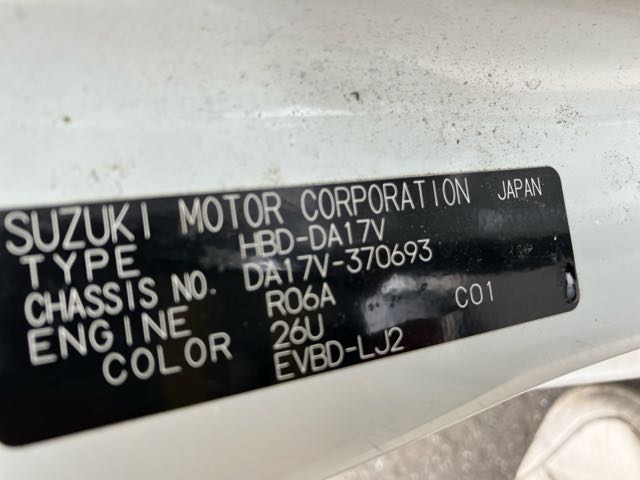 SUZUKI MOTOR CORPORATION JAPAN
TYPE HBD-DA17V
CHASSIS NO. DA17V-370693
ENGINE R06A C01
COLOR 26U
EVBD-LJ2